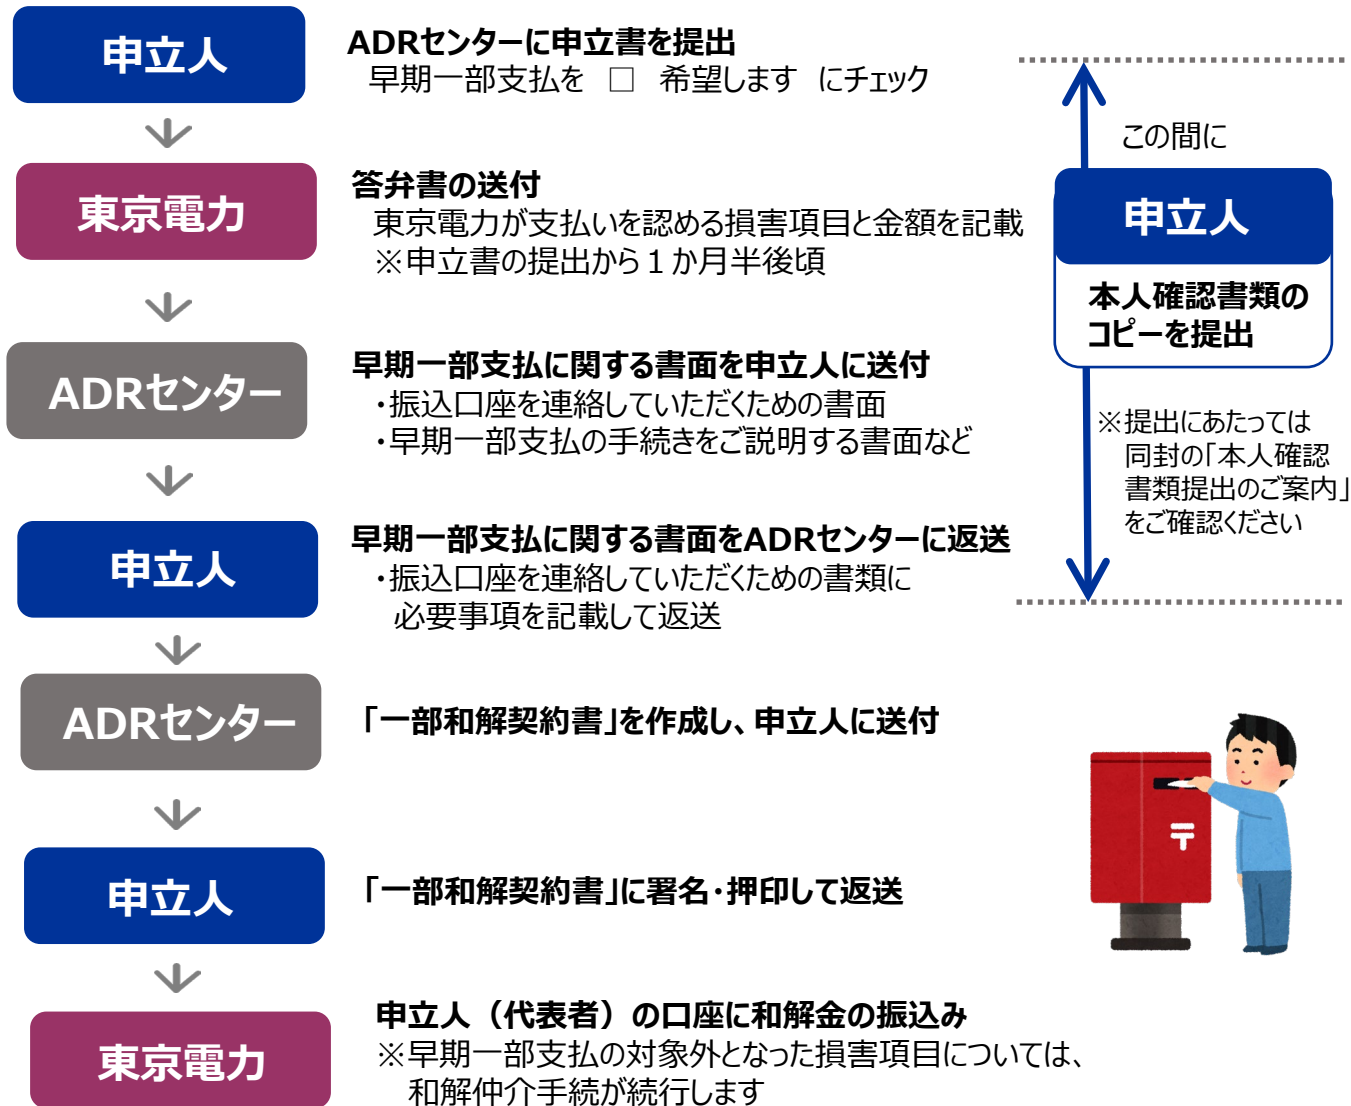 申立人
ADRセンターに申立書を提出
早期一部支払を □ 希望します にチェック
東京電力
答弁書の送付
東京電力が支払いを認める損害項目と金額を記載
※申立書の提出から１か月半後頃
ADRセンター
早期一部支払に関する書面を申立人に送付
・振込口座を連絡していただくための書面
・早期一部支払の手続きをご説明する書面など
申立人
早期一部支払に関する書面をADRセンターに返送
・振込口座を連絡していただくための書類に
必要事項を記載して返送
ADRセンター
「一部和解契約書」を作成し、申立人に送付
申立人
「一部和解契約書」に署名・押印して返送
東京電力
申立人（代表者）の口座に和解金の振込み
※早期一部支払の対象外となった損害項目については、
和解仲介手続が続行します
この間に
申立人
本人確認書類の
コピーを提出
※提出にあたっては
同封の「本人確認
書類提出のご案内」
をご確認ください
〒